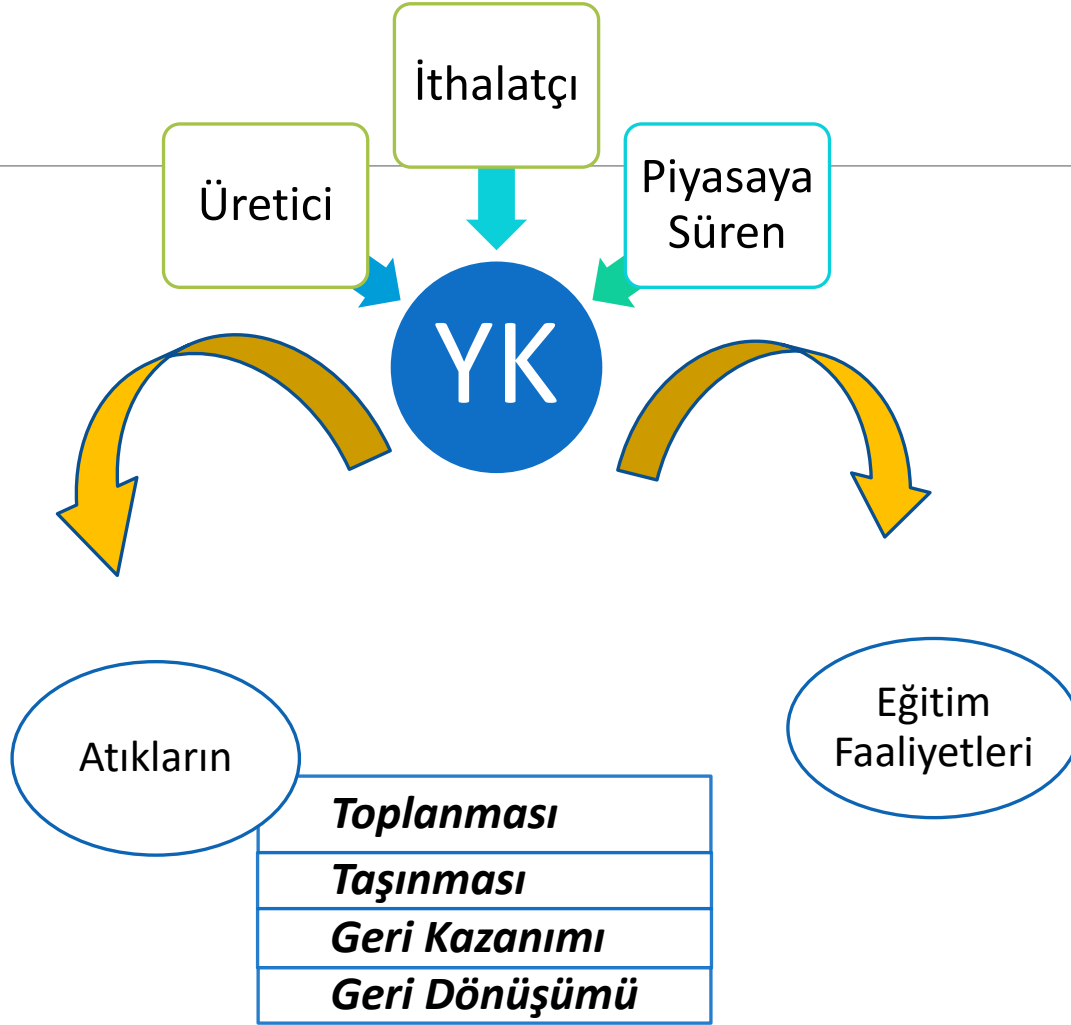 İthalatçı
Üretici
Piyasaya
Süren
YK
Atıkların
Eğitim
Faaliyetleri
Toplanması
Taşınması
Geri Kazanımı
Geri Dönüşümü